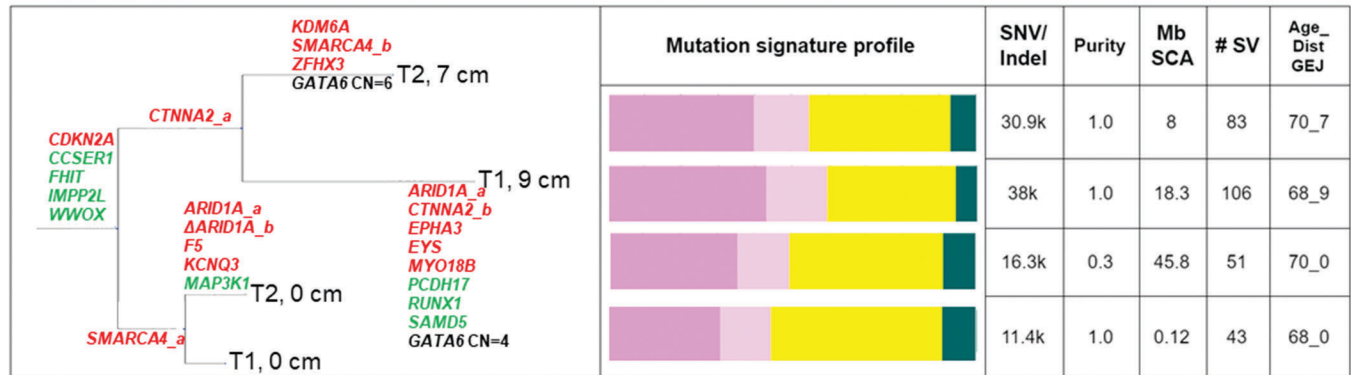 KDM6A
SMARCA4_b
ZFHX3
GATA6 CN=6
T2, 7 cm
CTNNA2_a
CDKN2A
CCSER1
FHIT
IMPP2L
WWOX
T1, 9 cm
ARID1A_a
CTNNA2_b
EPHA3
EYS
MYO18B
PCDH17
RUNX1
SAMD5
GATA6 CN=4
ARID1A_a
ΔARID1A_b
F5
KCNQ3
MAP3K1
T2, 0 cm
SMARCA4_a
T1, 0 cm
Mutation signature profile
SNV/
Indel
Purity
Mb
SCA
# SV
Age_
Dist
GEJ
30.9k 1.0 8 83 70_7
38k 1.0 18.3 106 68_9
16.3k 0.3 45.8 51 70_0
11.4k 1.0 0.12 43 68_0